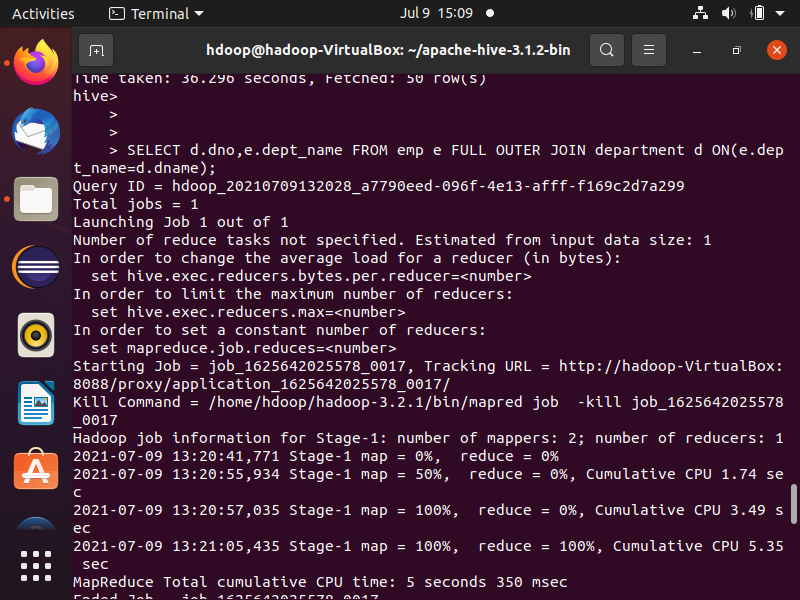 Activities
Terminal
Jul 9 15:09
hdoop@hadoop-VirtualBox: ~/apache-hive-3.1.2-bin
Time taken: 36.296 seconds, Fetched: 50 row(s)
hive>
>
>
> SELECT d.dno,e.dept_name FROM emp e FULL OUTER JOIN department d ON(e.dep
t_name=d.dname);
Query ID = hdoop_20210709132028_a7790eed-096f-4e13-afff-f169c2d7a299
Total jobs = 1
Launching Job 1 out of 1
Number of reduce tasks not specified. Estimated from input data size: 1
In order to change the average load for a reducer (in bytes):
set hive.exec.reducers.bytes.per.reducer=<number>
In order to limit the maximum number of reducers:
set hive.exec.reducers.max=<number>
In order to set a constant number of reducers:
set mapreduce.job.reduces=<number>
Starting Job = job_1625642025578_0017, Tracking URL = http://hadoop-VirtualBox:
8088/proxy/application_1625642025578_0017/
Kill Command = /home/hdoop/hadoop-3.2.1/bin/mapred job  -kill job_1625642025578
_0017
Hadoop job information for Stage-1: number of mappers: 2; number of reducers: 1
2021-07-09 13:20:41,771 Stage-1 map = 0%,  reduce = 0%
2021-07-09 13:20:55,934 Stage-1 map = 50%,  reduce = 0%, Cumulative CPU 1.74 se
c
2021-07-09 13:20:57,035 Stage-1 map = 100%,  reduce = 0%, Cumulative CPU 3.49 s
ec
2021-07-09 13:21:05,435 Stage-1 map = 100%,  reduce = 100%, Cumulative CPU 5.35
sec
MapReduce Total cumulative CPU time: 5 seconds 350 msec
Ended Job = job_1625642025578_0017